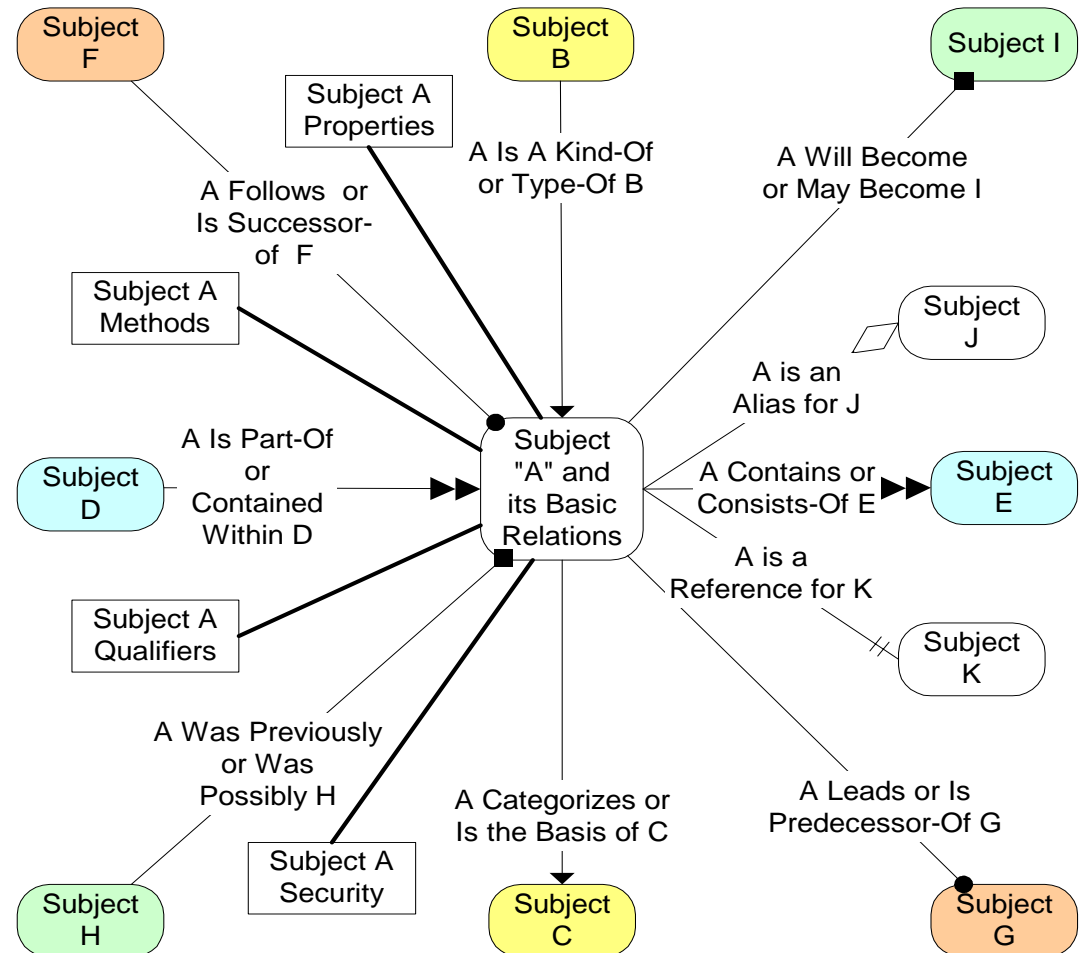 Subject
F
Subject
B
Subject I
Subject A
Properties
A Is A Kind-Of
or Type-Of B
A Will Become
or May Become I
A Follows or
Is Successor-
of F
Subject A
Methods
Subject
J
A is an
Alias for J
A Is Part-Of
or
Contained
Within D
Subject
D
Subject
"A" and
its Basic
Relations
A Contains or
Consists-Of E
Subject
E
A is a
Reference for K
Subject A
Qualifiers
Subject
K
A Was Previously
or Was
Possibly H
A Categorizes or
Is the Basis of C
A Leads or Is
Predecessor-Of G
Subject A
Security
Subject
H
Subject
C
Subject
G